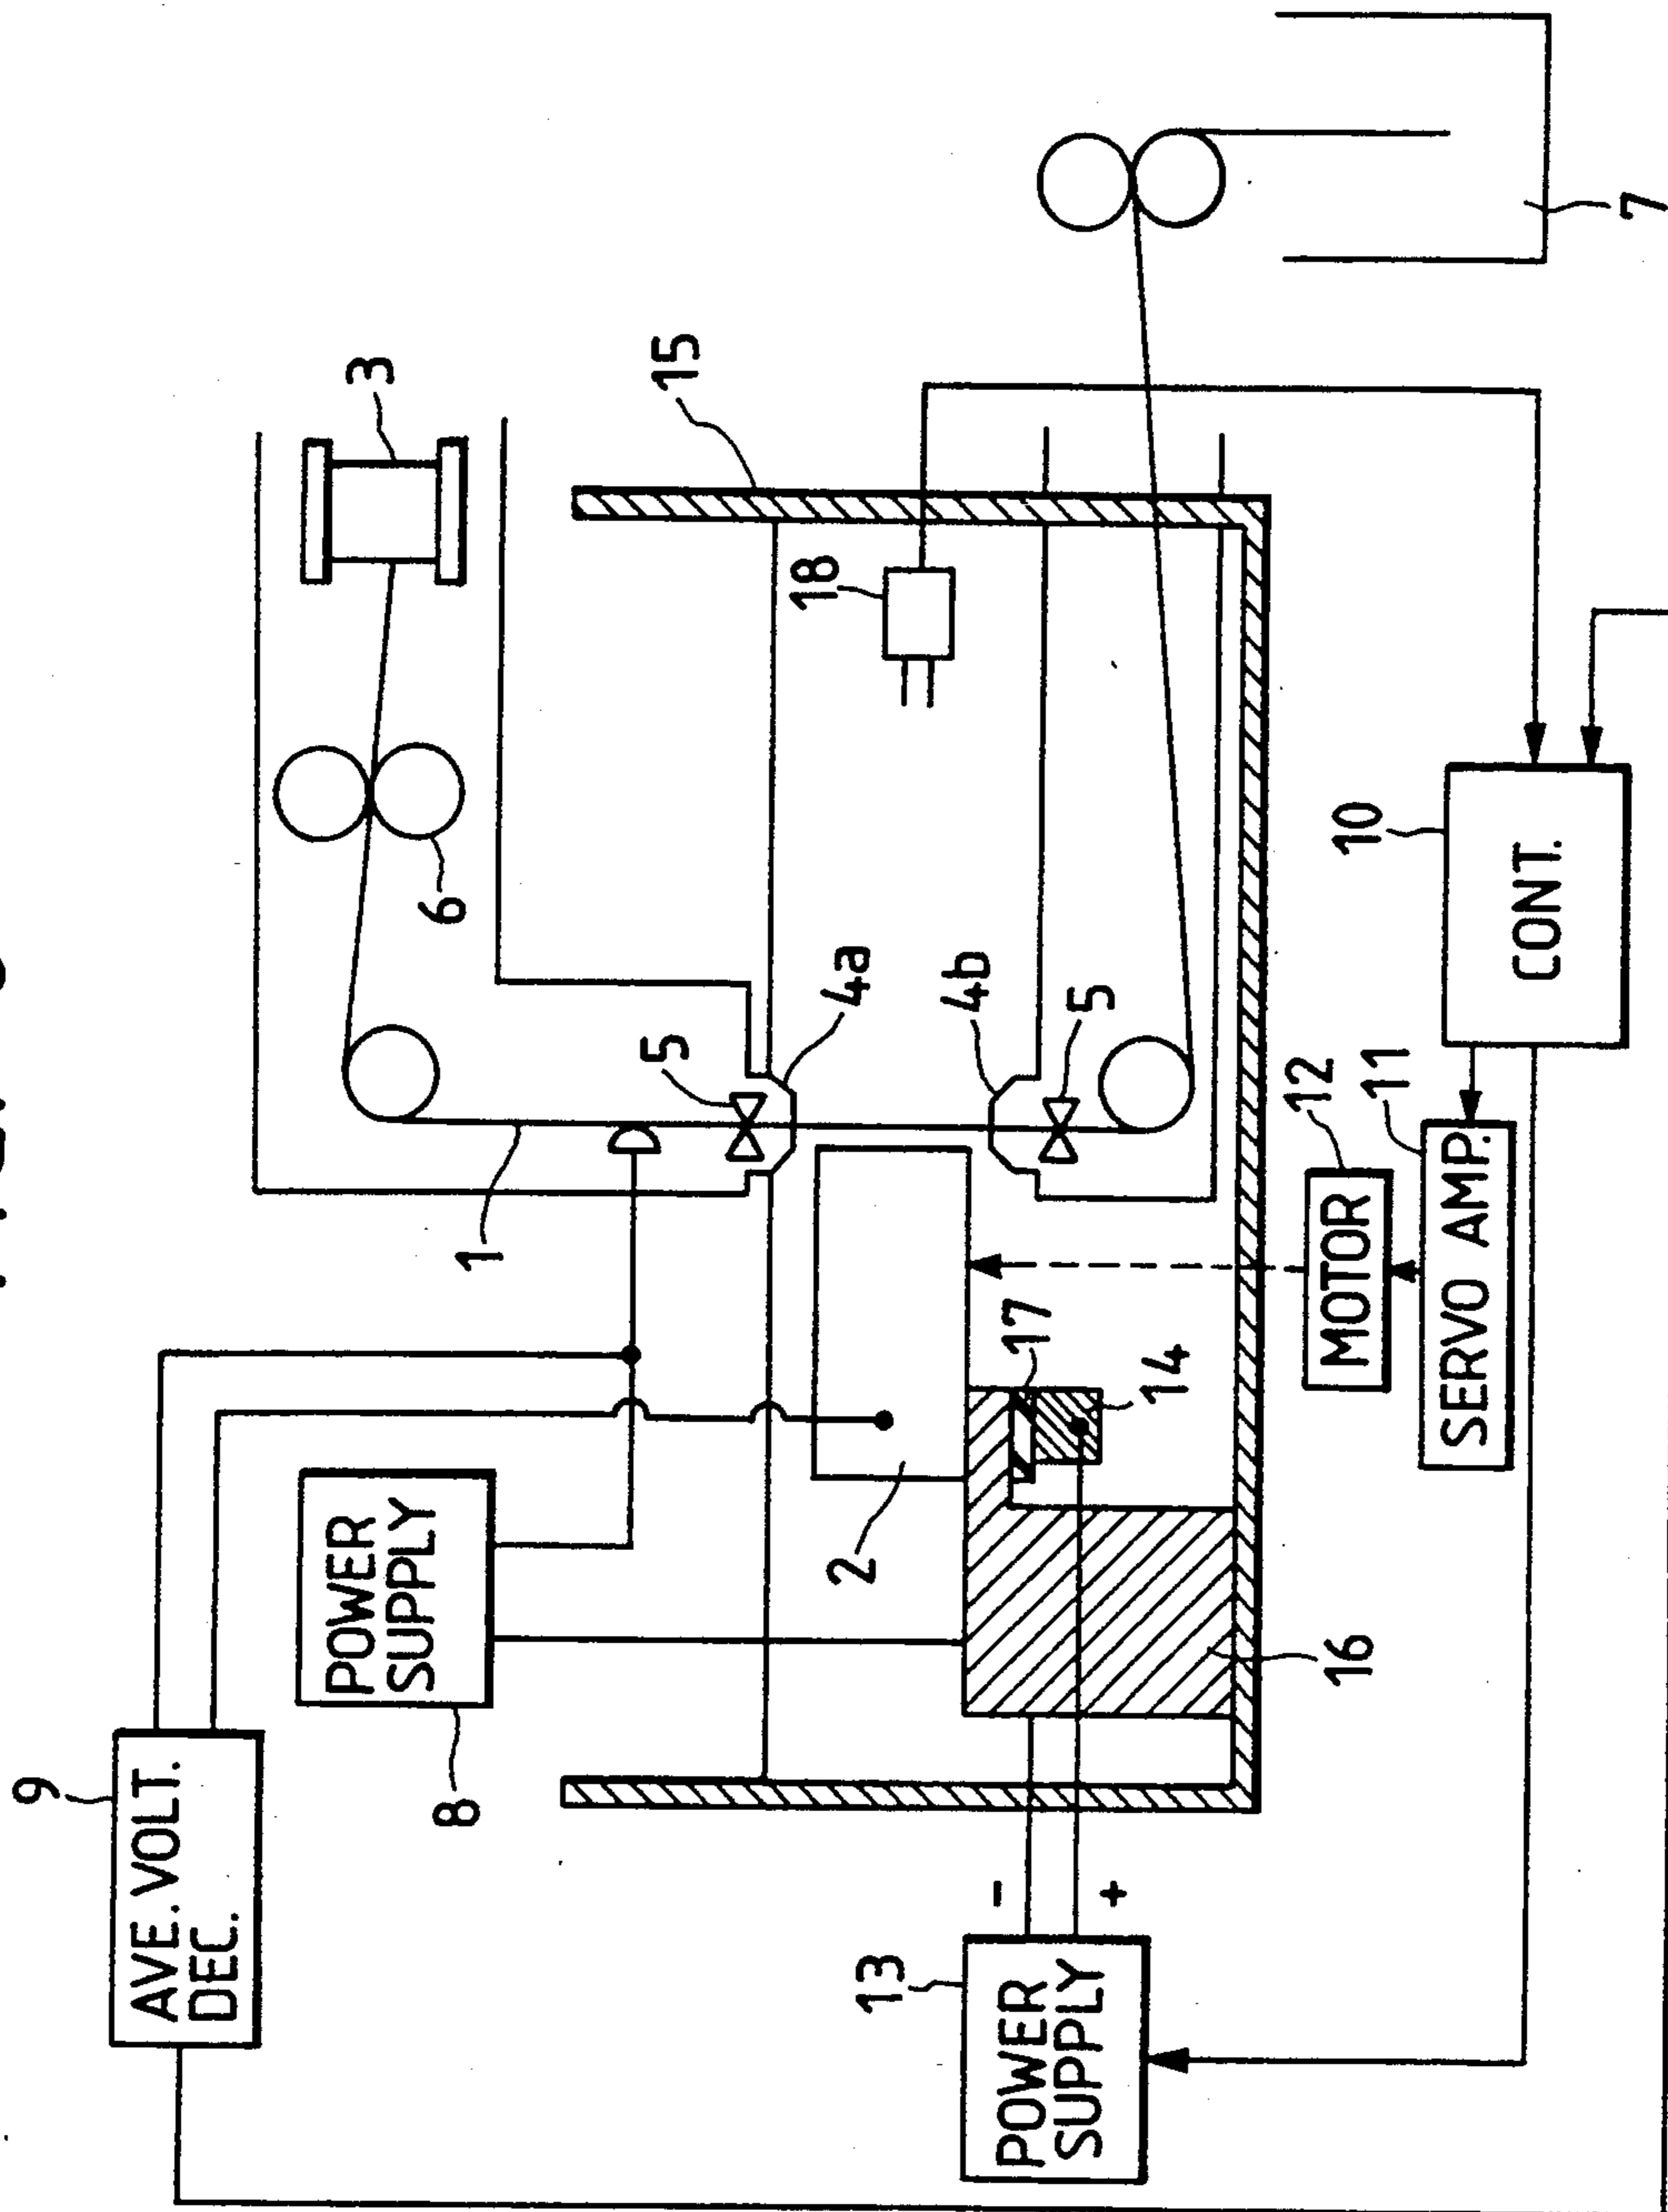 9
AVE. VOLT.
DEC.
POWER
SUPPLY
8
3
6
1
5
15
18
2
4a
4b
5
13
POWER
SUPPLY
-
+
17
14
16
12
MOTOR
11
SERVO AMP.
10
CONT.
7